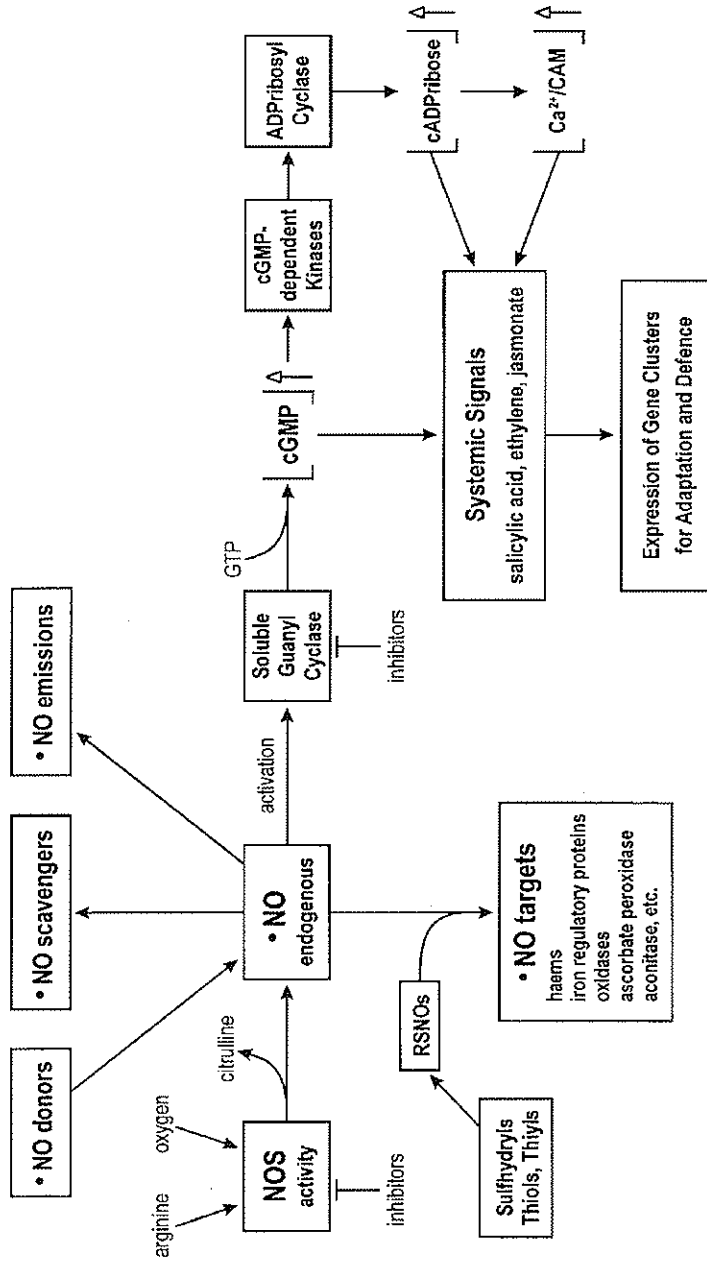 • NO donors
• NO scavengers
• NO emissions
arginine
oxygen
citrulline
NOS
activity
inhibitors
• NO
endogenous
activation
Soluble
Guanyl
Cyclase
inhibitors
GTP
cGMP
cGMP-
dependent
Kinases
ADPribosyl
Cyclase
cADPribose
Ca²⁺/CAM
Sulfhydryls
Thiols, Thiyls
RSNOs
• NO targets
haems
iron regulatory proteins
oxidases
ascorbate peroxidase
aconitase, etc.
Systemic Signals
salicylic acid, ethylene, jasmonate
Expression of Gene Clusters
for Adaptation and Defence